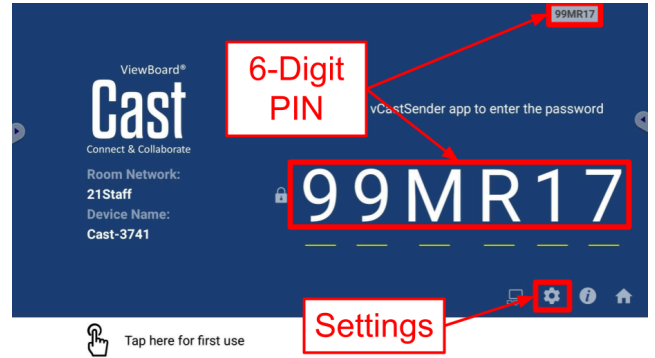 99MR17
ViewBoard®
Cast
Connect & Collaborate
6-Digit
PIN
vCastSender app to enter the password
Room Network:
21Staff
Device Name:
Cast-3741
99MR17
Settings
Tap here for first use